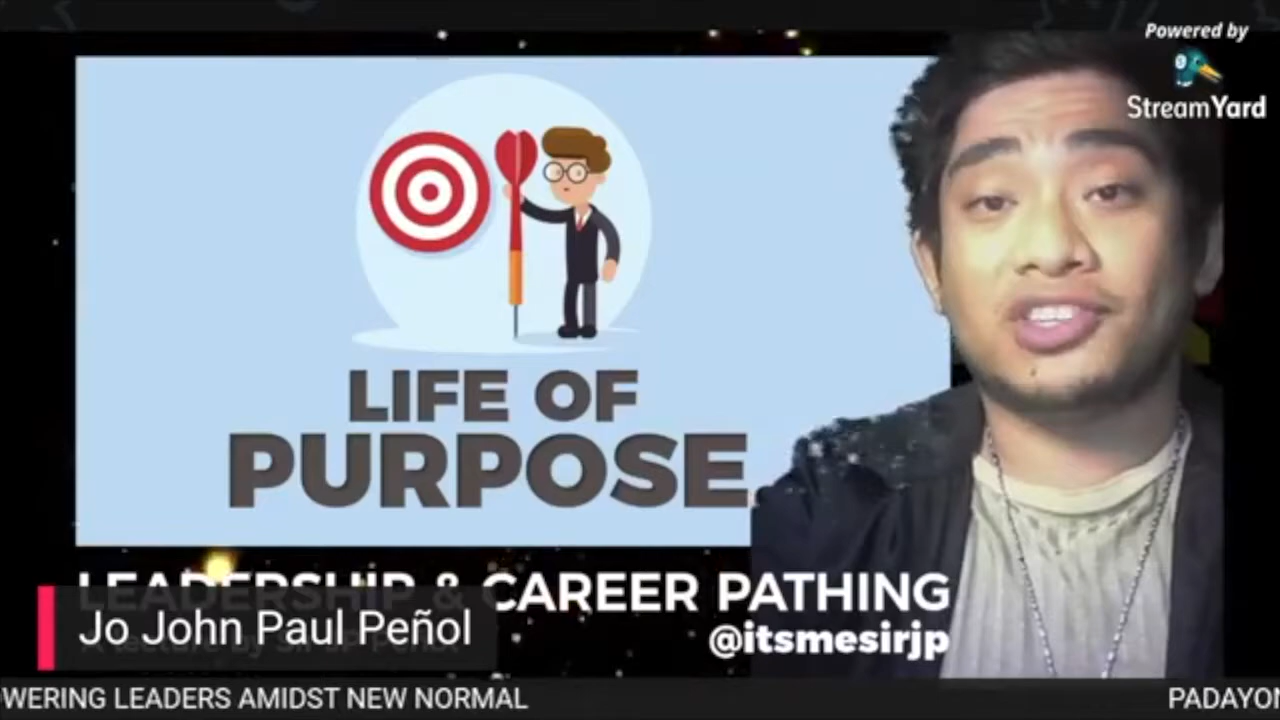 Powered by
StreamYard
LIFE OF
PURPOSE
LEADERSHIP & CAREER PATHING
Jo John Paul Peñol
@itsmesirjp
WERING LEADERS AMIDST NEW NORMAL
PADAYON